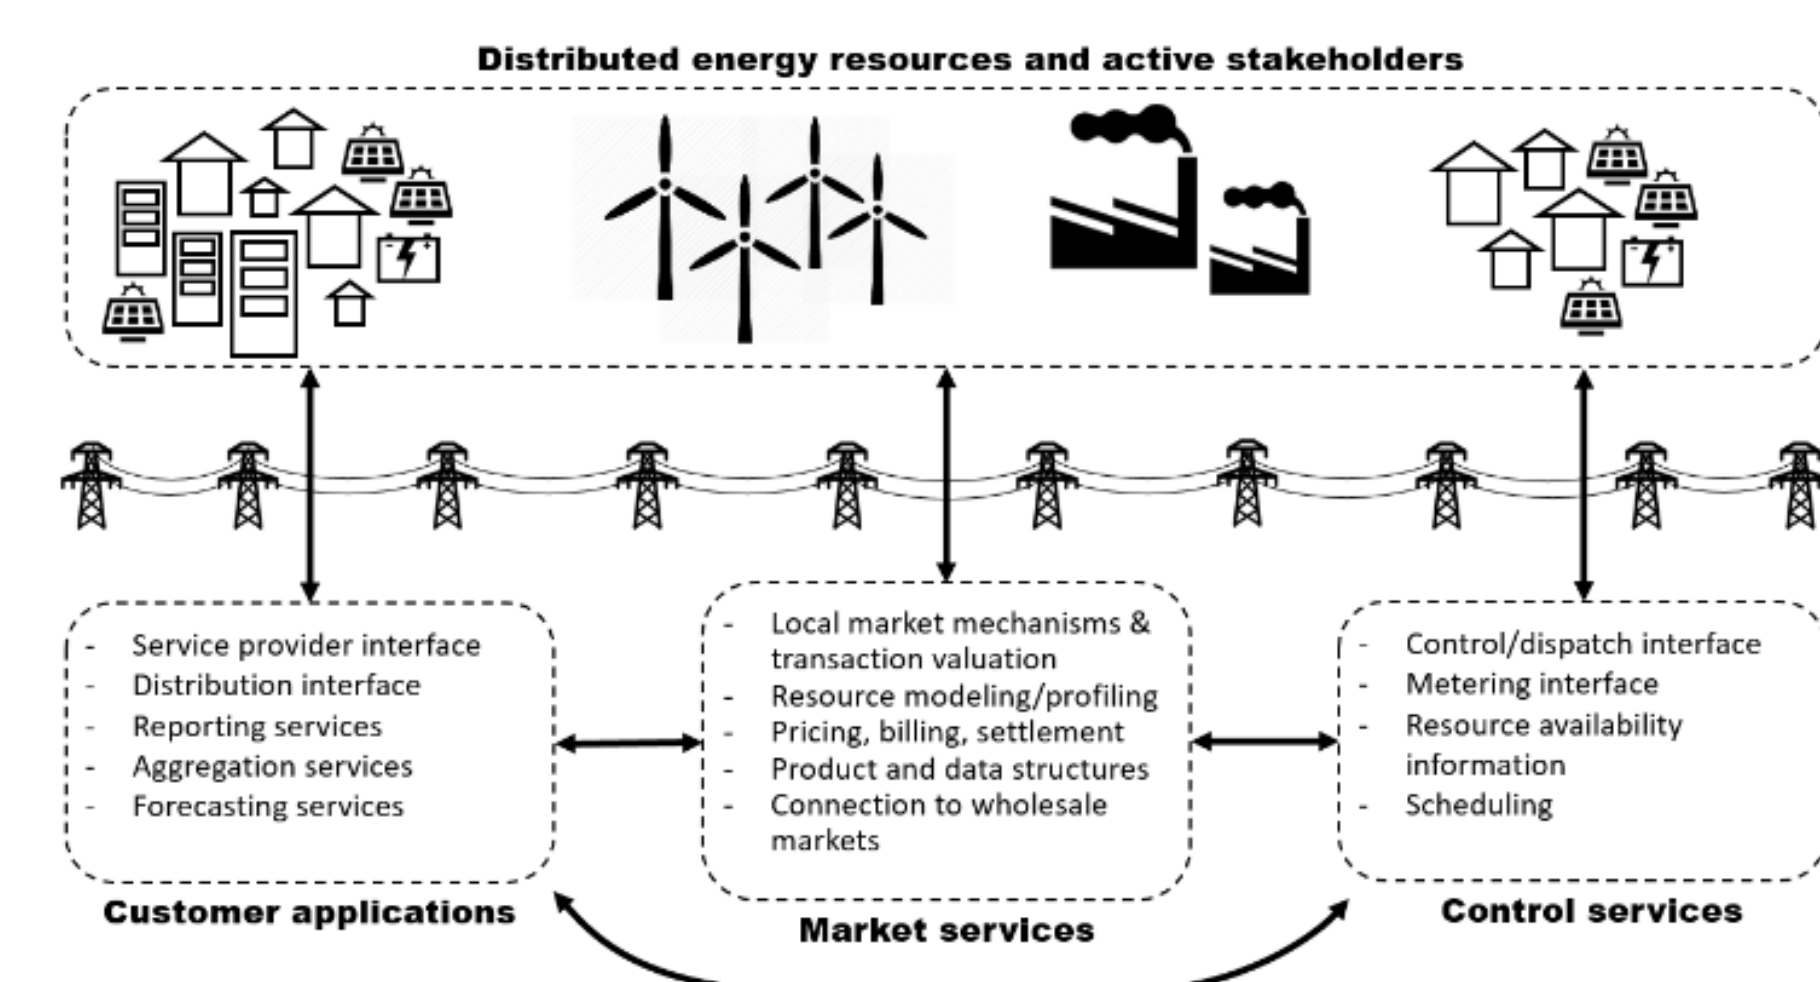 Distributed energy resources and active stakeholders
- Service provider interface
- Distribution interface
- Reporting services
- Aggregation services
- Forecasting services
Customer applications
- Local market mechanisms &
transaction valuation
- Resource modeling/profiling
- Pricing, billing, settlement
- Product and data structures
- Connection to wholesale
markets
Market services
- Control/dispatch interface
- Metering interface
- Resource availability
information
- Scheduling
Control services